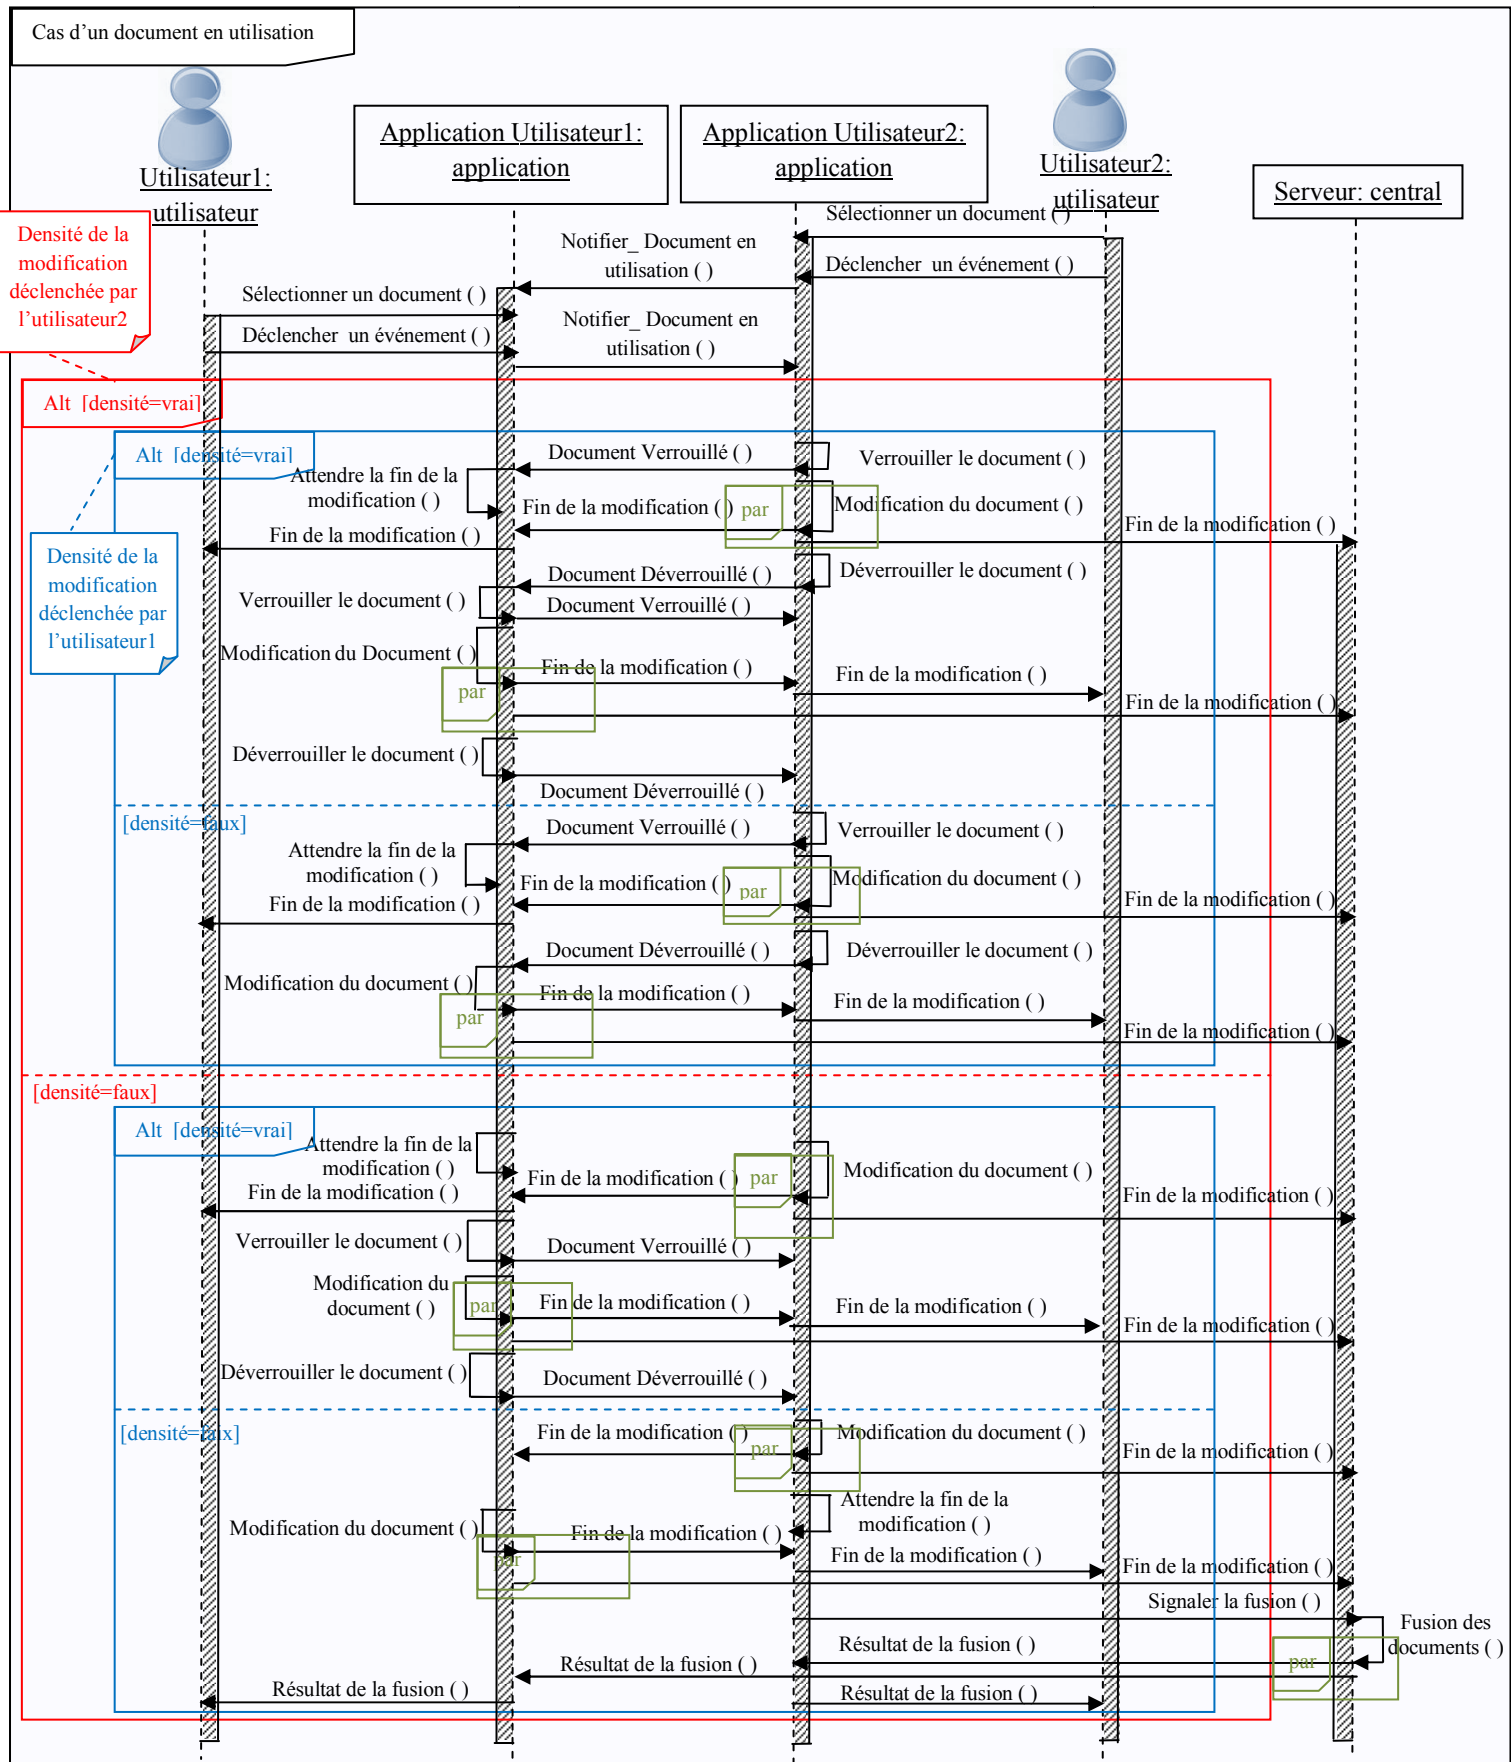 Cas d’un document en utilisation
Application Utilisateur1:
application
Application Utilisateur2:
application
Utilisateur1:
utilisateur
Utilisateur2:
utilisateur
Serveur: central
Densité de la
modification
déclenchée par
l’utilisateur2
Sélectionner un document ( )
Notifier_ Document en
utilisation ( )
Déclencher un événement ( )
Sélectionner un document ( )
Déclencher un événement ( )
Notifier_ Document en
utilisation ( )
Alt [densité=vrai]
Alt [densité=vrai]
Document Verrouillé ( )
Verrouiller le document ( )
Attendre la fin de la
modification ( )
Fin de la modification ( )
par
Modification du document ( )
Fin de la modification ( )
Fin de la modification ( )
Densité de la
modification
déclenchée par
l’utilisateur1
Document Déverrouillé ( )
Déverrouiller le document ( )
Verrouiller le document ( )
Document Verrouillé ( )
Modification du Document ( )
Fin de la modification ( )
Fin de la modification ( )
par
Fin de la modification ( )
Déverrouiller le document ( )
Document Déverrouillé ( )
[densité=faux]
Document Verrouillé ( )
Verrouiller le document ( )
Attendre la fin de la
modification ( )
Fin de la modification ( )
par
Modification du document ( )
Fin de la modification ( )
Fin de la modification ( )
Document Déverrouillé ( )
Déverrouiller le document ( )
Modification du document ( )
Fin de la modification ( )
Fin de la modification ( )
par
Fin de la modification ( )
[densité=faux]
Alt [densité=vrai]
Attendre la fin de la
modification ( )
Fin de la modification ( )
par
Modification du document ( )
Fin de la modification ( )
Fin de la modification ( )
Verrouiller le document ( )
Document Verrouillé ( )
Modification du
document ( )
par
Fin de la modification ( )
Fin de la modification ( )
Fin de la modification ( )
Déverrouiller le document ( )
Document Déverrouillé ( )
[densité=faix]
Fin de la modification ( )
par
Modification du document ( )
Fin de la modification ( )
Attendre la fin de la
modification ( )
Modification du document ( )
Fin de la modification ( )
par
Fin de la modification ( )
Fin de la modification ( )
Signaler la fusion ( )
Fusion des
documents ( )
Résultat de la fusion ( )
Résultat de la fusion ( )
par
Résultat de la fusion ( )
Résultat de la fusion ( )